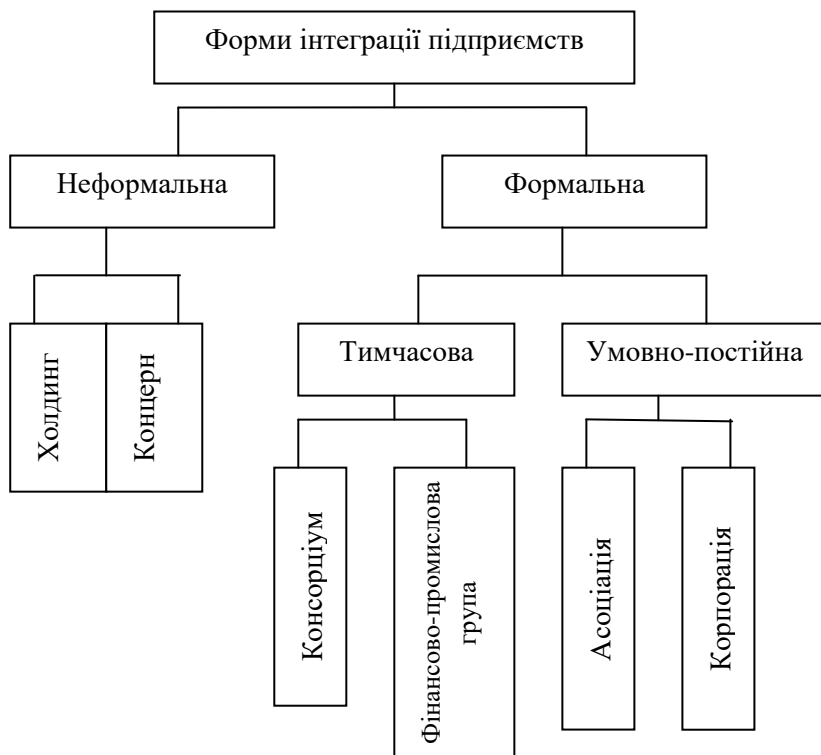 Форми інтеграції підприємств
Неформальна
Формальна
Холдинг
Концерн
Тимчасова
Умовно-постійна
Консорціум
Фінансово-промислова
група
Асоціація
Корпорація